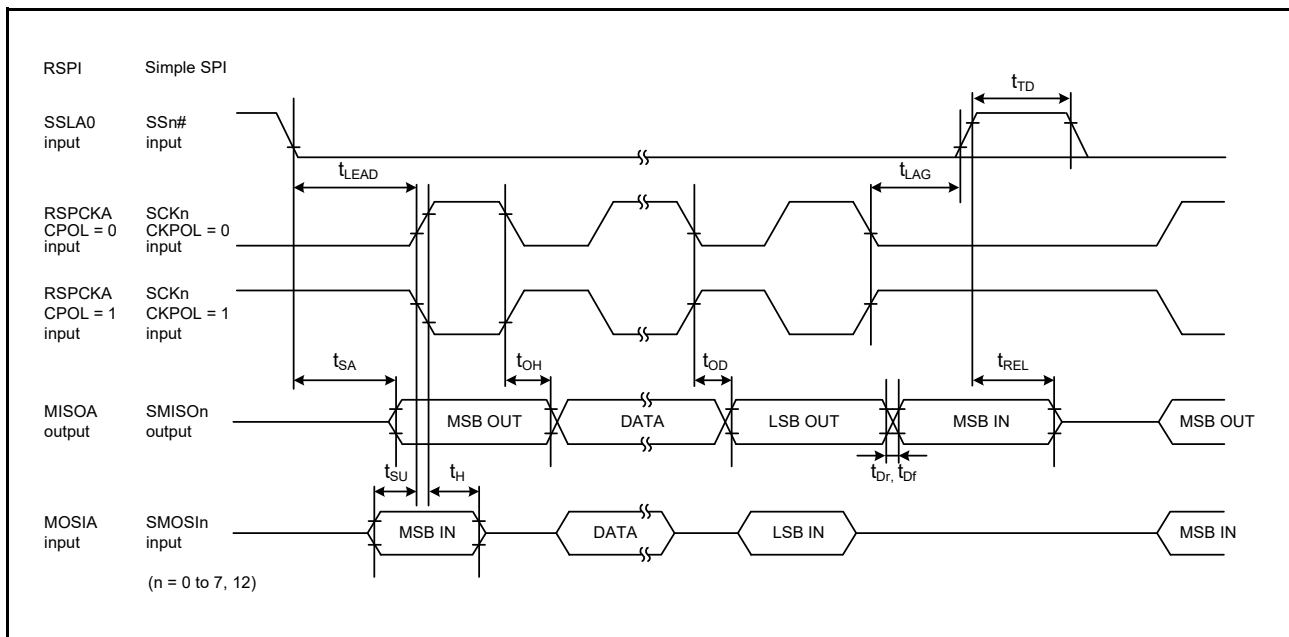 RSPI Simple SPI
tTD
SSLA0 SSn#
input input
tLEAD
tLAG
RSPCKA SCKn
CPOL = 0 CKPOL = 0
input input
RSPCKA SCKn
CPOL = 1 CKPOL = 1
input input
tSA
tOH
tOD
tREL
MISOA SMISOn
output output
MSB OUT
DATA
LSB OUT
MSB IN
MSB OUT
tSU
tH
tDr, tDf
MOSIA SMOSIn
input input
MSB IN
DATA
LSB IN
MSB IN
(n = 0 to 7, 12)